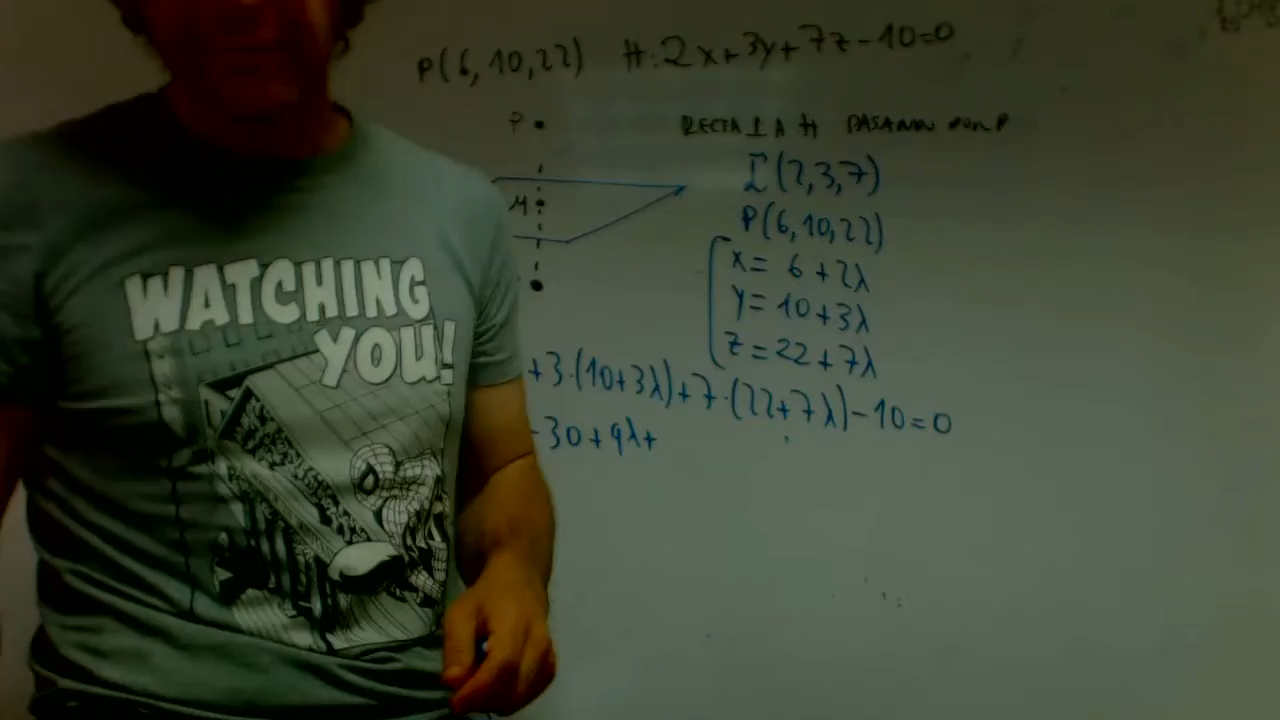 P(6, 10, 22) π: 2x+3y+7z-10=0
P
RECTA ⊥ A π PASANDO POR P
(2,3,7)
M
P(6,10,22)
x= 6+2λ
y= 10+3λ
z= 22+7λ
+3·(10+3λ)+7·(22+7λ)-10=0
30+9λ+
WATCHING
YOU!